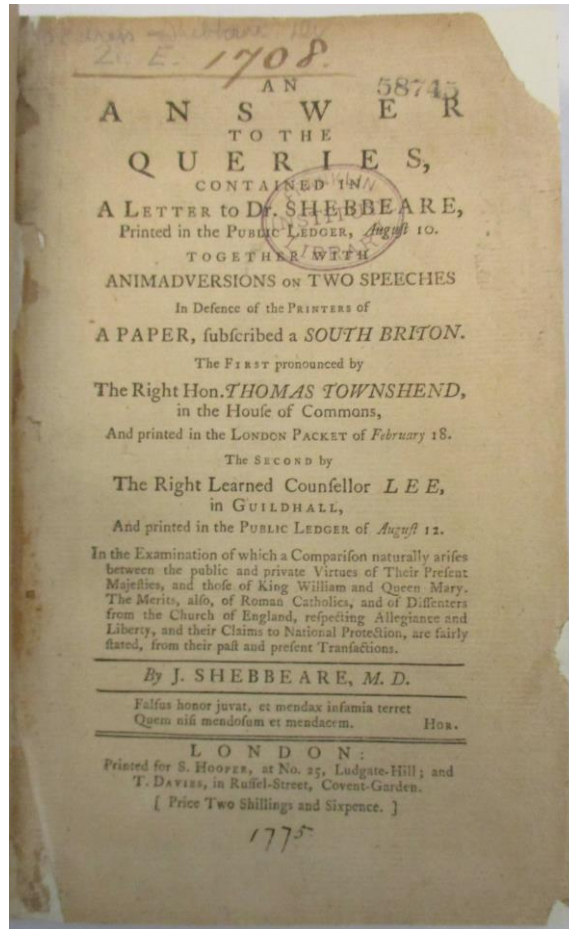 Shebbeare
21. E. 1708.
58745
AN
ANSWER
TO THE
QUERIES,
CONTAINED IN
A LETTER to Dr. SHEBBEARE,
Printed in the PUBLIC LEDGER, Auguſt 10.
TOGETHER WITH
ANIMADVERSIONS ON TWO SPEECHES
In Defence of the PRINTERS of
A PAPER, ſubſcribed a SOUTH BRITON.
The FIRST pronounced by
The Right Hon. THOMAS TOWNSHEND,
in the Houſe of Commons,
And printed in the LONDON PACKET of February 18.
The SECOND by
The Right Learned Counſellor LEE,
in GUILDHALL,
And printed in the PUBLIC LEDGER of Auguſt 12.
In the Examination of which a Compariſon naturally ariſes
between the public and private Virtues of Their Preſent
Majeſties, and thoſe of King William and Queen Mary.
The Merits, alſo, of Roman Catholics, and of Diſſenters
from the Church of England, reſpecting Allegiance and
Liberty, and their Claims to National Protection, are fairly
ſtated, from their paſt and preſent Tranſactions.
By J. SHEBBEARE, M. D.
Falſus honor juvat, et mendax infamia terret
Quem niſi mendoſum et mendacem. HOR.
LONDON:
Printed for S. HOOPER, at No. 25, Ludgate-Hill; and
T. DAVIES, in Ruſſel-Street, Covent-Garden.
[ Price Two Shillings and Sixpence. ]
1775
FRANKLIN
INSTITUTE
LIBRARY